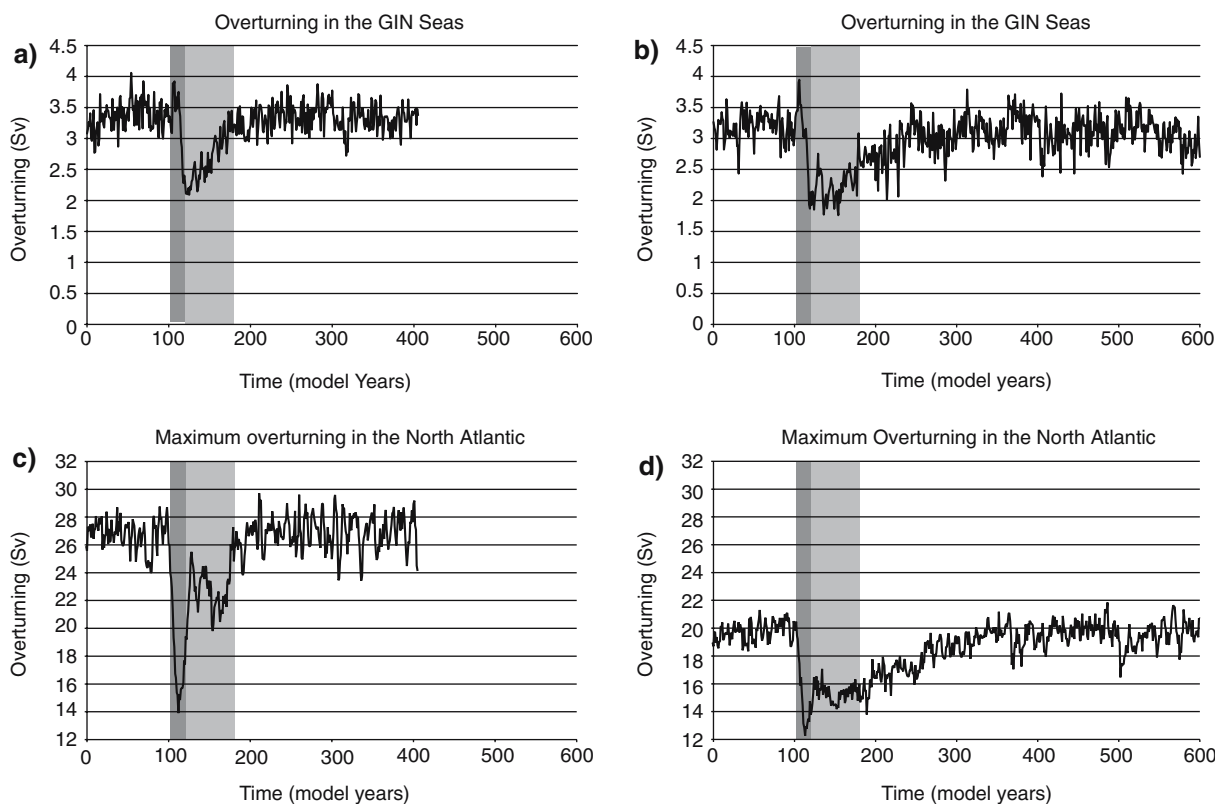 Overturning in the GIN Seas
a)
4.5
4
3.5
3
2.5
2
1.5
1
0.5
0
Overturning (Sv)
0 100 200 300 400 500 600
Time (model Years)
Overturning in the GIN Seas
b)
4.5
4
3.5
3
2.5
2
1.5
1
0.5
0
Overturning (Sv)
0 100 200 300 400 500 600
Time (model years)
Maximum overturning in the North Atlantic
c)
32
30
28
26
24
22
20
18
16
14
12
Overturning (Sv)
0 100 200 300 400 500 600
Time (model years)
Maximum Overturning in the North Atlantic
d)
32
30
28
26
24
22
20
18
16
14
12
Overturning (Sv)
0 100 200 300 400 500 600
Time (model years)